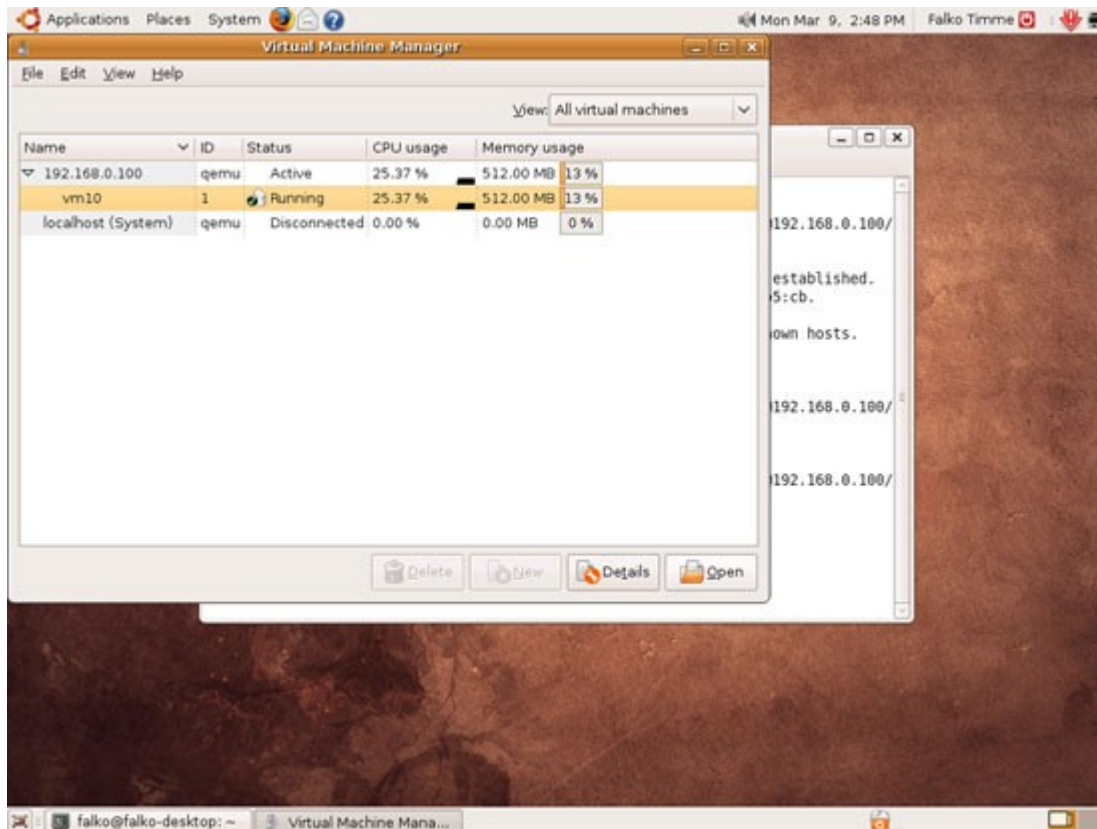 Applications Places System Mon Mar 9, 2:48 PM Falko Timme
Virtual Machine Manager
File Edit View Help
View: All virtual machines
Name ID Status CPU usage Memory usage
192.168.0.100 qemu Active 25.37 % 512.00 MB 13 %
vm10 1 Running 25.37 % 512.00 MB 13 %
localhost (System) qemu Disconnected 0.00 % 0.00 MB 0 %
192.168.0.100/
established.
5:cb.
own hosts.
192.168.0.100/
192.168.0.100/
Delete New Details Open
falko@falko-desktop: ~ Virtual Machine Mana...